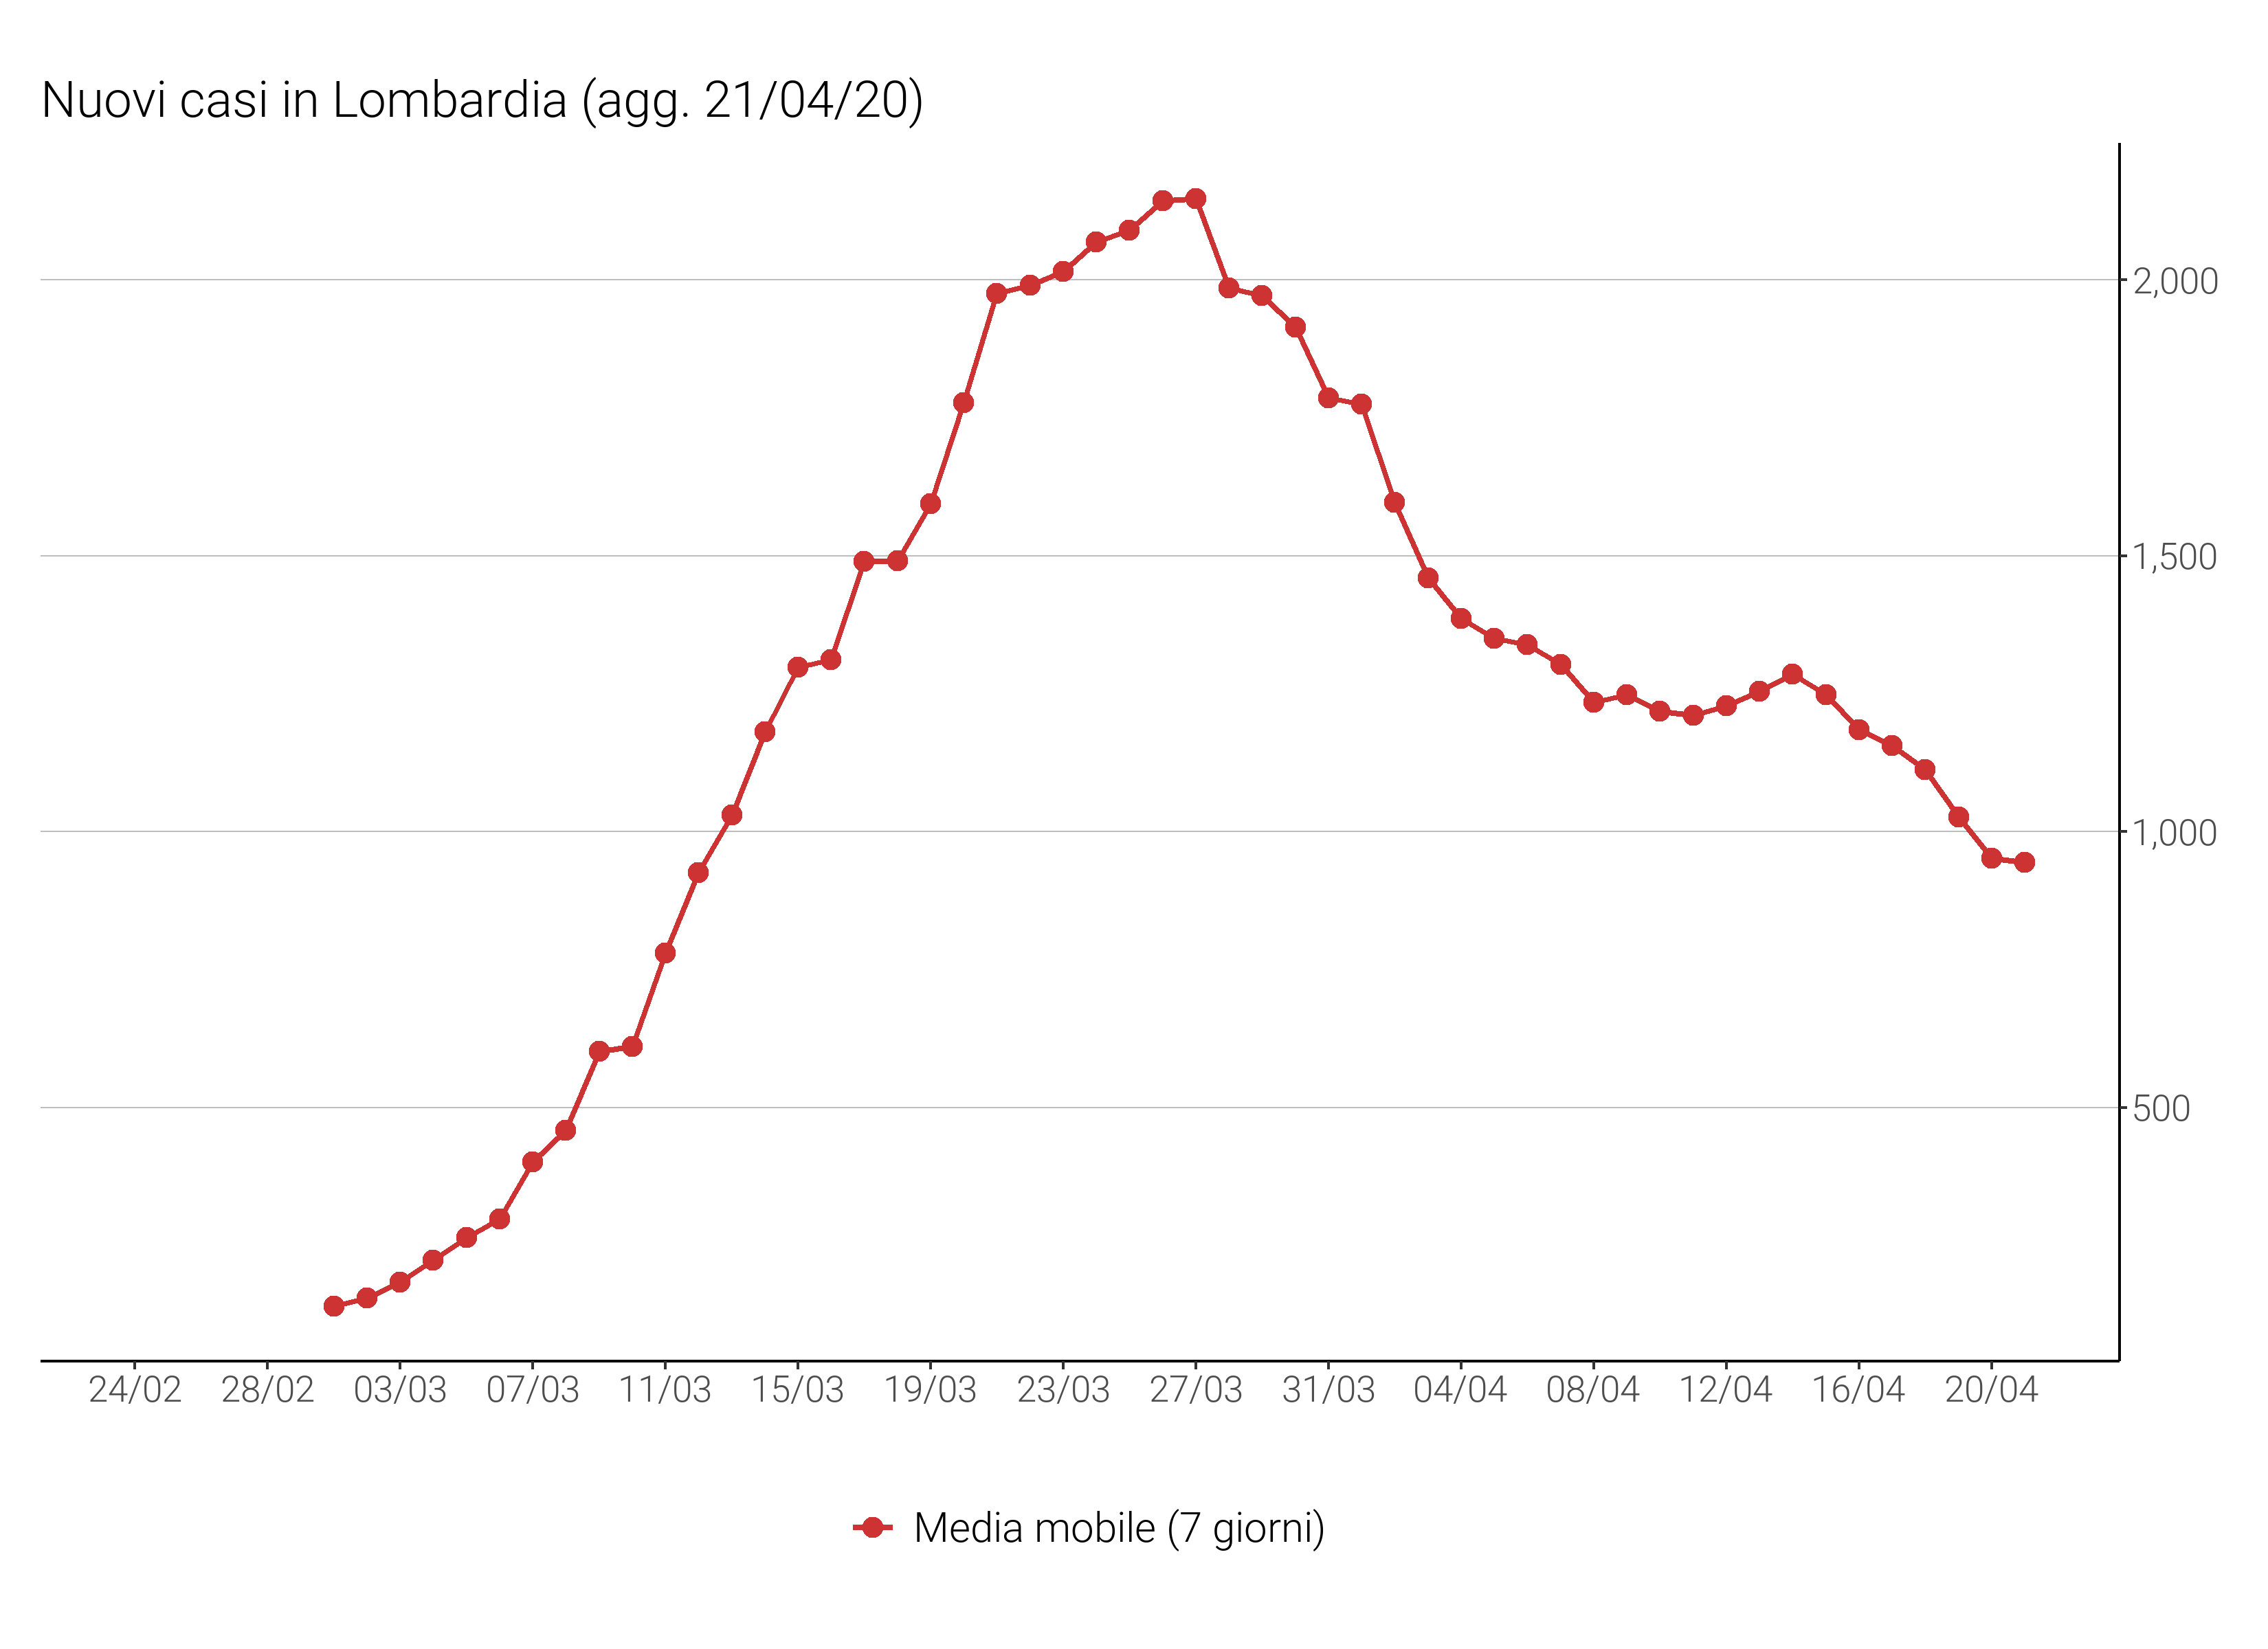 Nuovi casi in Lombardia (agg. 21/04/20)
2,000
1,500
1,000
500
24/02 28/02 03/03 07/03 11/03 15/03 19/03 23/03 27/03 31/03 04/04 08/04 12/04 16/04 20/04
Media mobile (7 giorni)